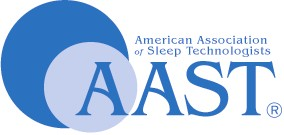 American Association
of Sleep Technologists
AAST®